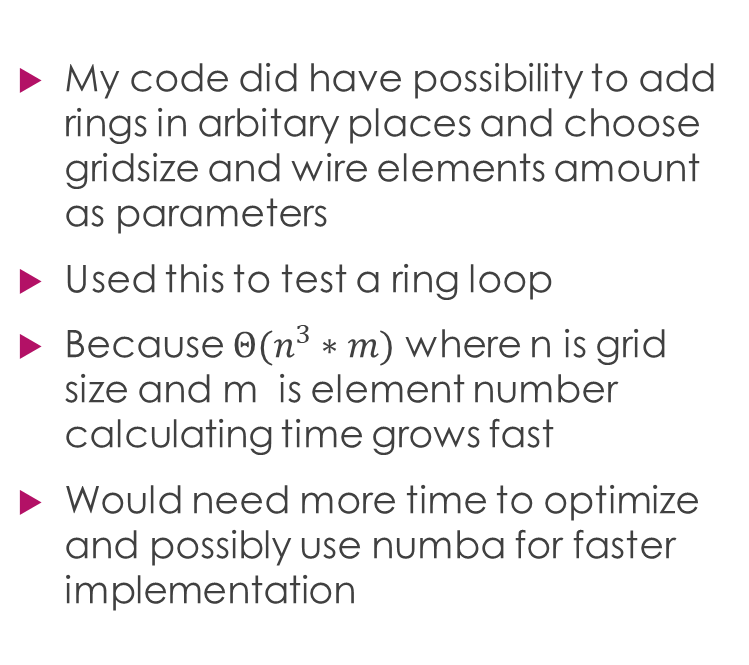 My code did have possibility to add
rings in arbitary places and choose
gridsize and wire elements amount
as parameters
Used this to test a ring loop
Because Θ(n³ * m) where n is grid
size and m is element number
calculating time grows fast
Would need more time to optimize
and possibly use numba for faster
implementation